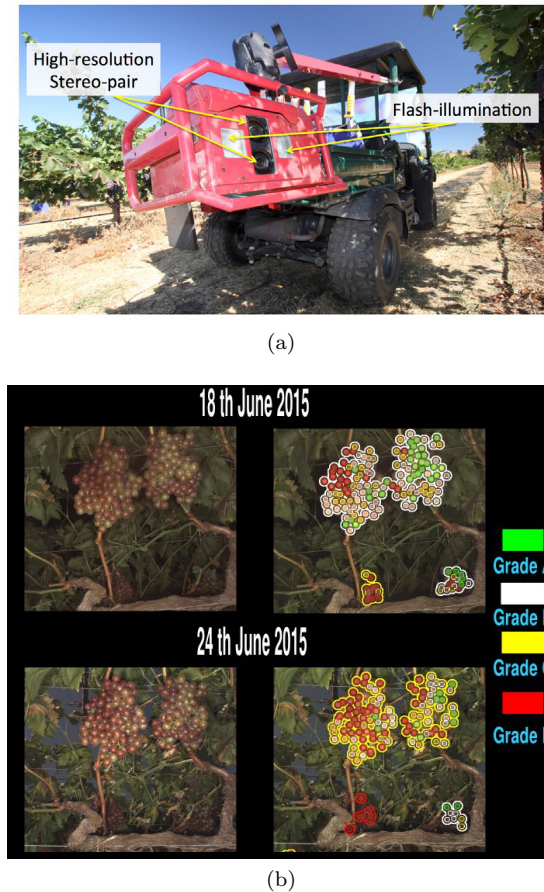 High-resolution
Stereo-pair
Flash-illumination
(a)
18 th June 2015
Grade
Grade
24 th June 2015
Grade
Grade
(b)